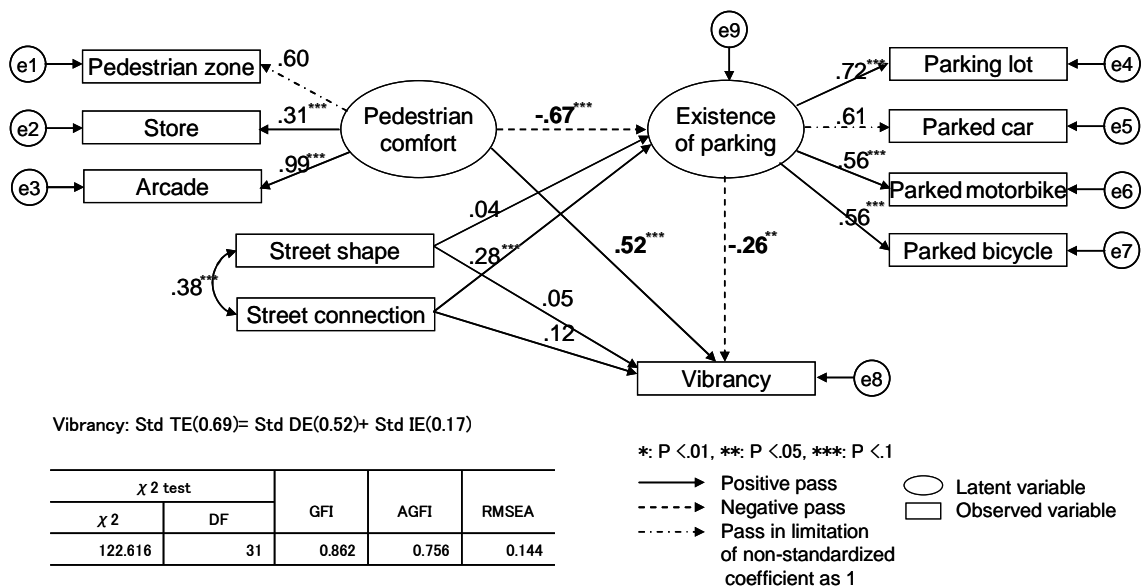 e9
e1
Pedestrian zone
.60
.72***
Parking lot
e4
e2
Store
.31***
Pedestrian
comfort
-.67***
Existence
of parking
.61
Parked car
e5
e3
Arcade
.99***
.56***
Parked motorbike
e6
.04
.56***
Parked bicycle
e7
Street shape
.28***
.52***
-.26**
.38***
.05
Street connection
.12
Vibrancy
e8
Vibrancy: Std TE(0.69)= Std DE(0.52)+ Std IE(0.17)
χ2 test
GFI
AGFI
RMSEA
χ2
DF
122.616
31
0.862
0.756
0.144
*: P <.01, **: P <.05, ***: P <.1
Positive pass
Negative pass
Pass in limitation
of non-standardized
coefficient as 1
Latent variable
Observed variable